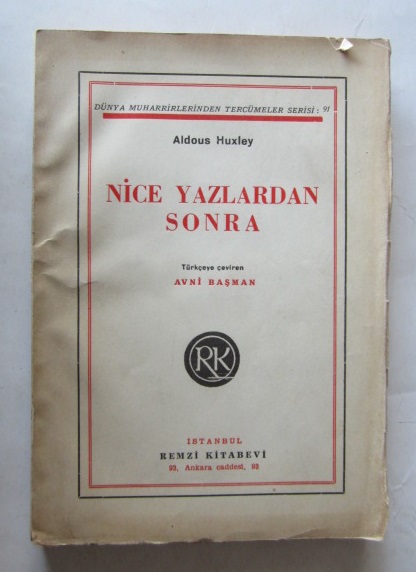 DÜNYA MUHARRİRLERİNDEN TERCÜMELER SERİSİ: 91
Aldous Huxley
NİCE YAZLARDAN
SONRA
Türkçeye çeviren
AVNİ BAŞMAN
RK
İSTANBUL
REMZİ KİTABEVİ
93, Ankara caddesi, 93